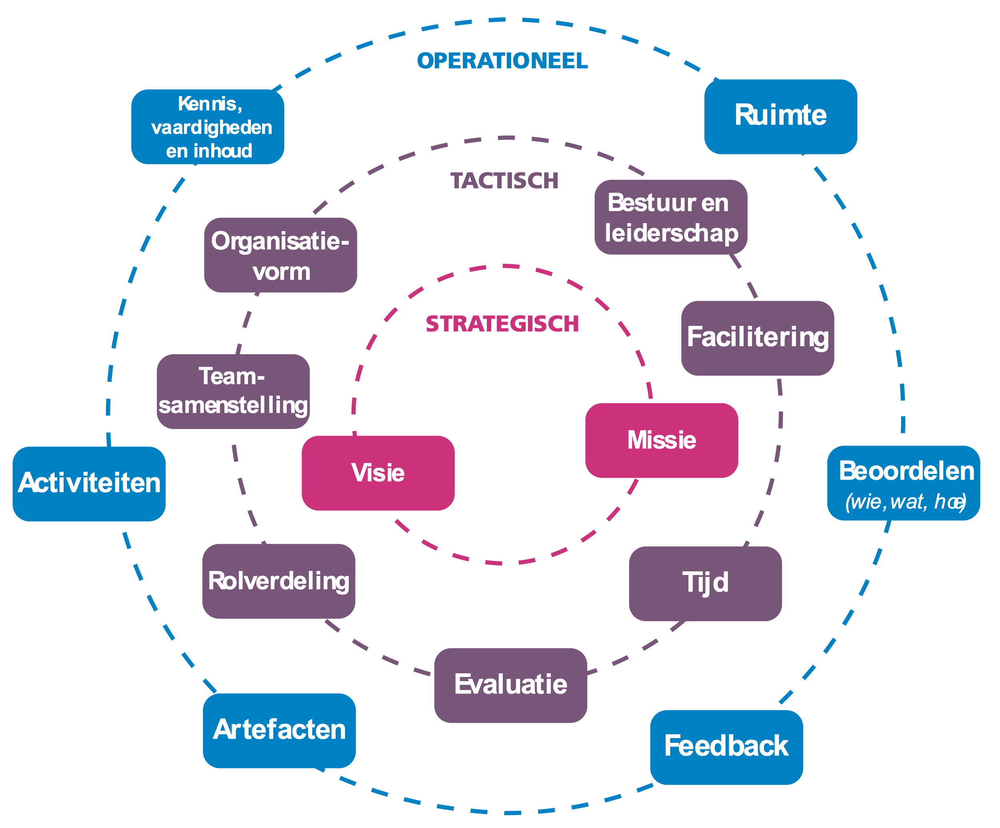 OPERATIONEEL
Kennis,
vaardigheden
en inhoud
Ruimte
TACTISCH
Bestuur en
leiderschap
Organisatie-
vorm
STRATEGISCH
Facilitering
Team-
samenstelling
Missie
Visie
Activiteiten
Beoordelen
(wie, wat, hoe)
Rolverdeling
Tijd
Evaluatie
Artefacten
Feedback